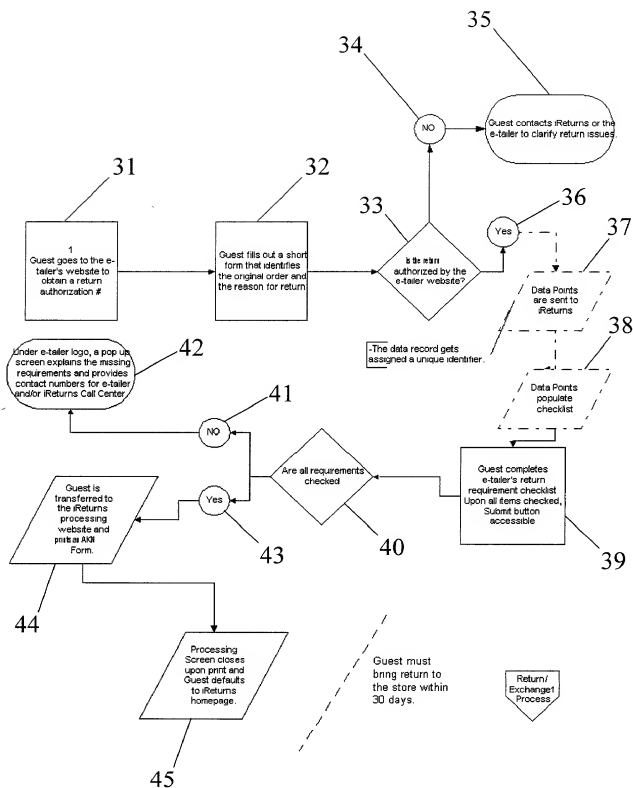 34
35
NO
Guest contacts iReturns or the
e-tailer to clarify return issues.
31
32
33
36
37
1
Guest goes to the e-
tailer's website to
obtain a return
authorization #
Guest fills out a short
form that identifies
the original order and
the reason for return
Is the return
authorized by the
e-tailer website?
Yes
Data Points
are sent to
iReturns
-The data record gets
assigned a unique identifier.
38
Data Points
populate
checklist
42
Under e-tailer logo, a pop up
screen explains the missing
requirements and provides
contact numbers for e-tailer
and/or iReturns Call Center
41
NO
Are all requirements
checked
40
Guest completes
e-tailer's return
requirement checklist
Upon all items checked,
Submit button
accessible
39
Yes
43
Guest is
transferred to
the iReturns
processing
website and
prints an
Form.
44
Processing
Screen closes
upon print and
Guest defaults
to iReturns
homepage.
45
Guest must
bring return to
the store within
30 days.
Return/
Exchange1
Process